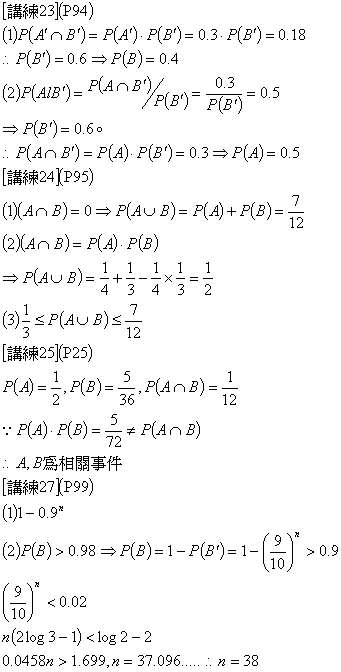 [講練23](P94)
(1)P(A'∩B')=P(A')·P(B')=0.3·P(B')=0.18
∴ P(B')=0.6⇒P(B)=0.4
(2)P(AlB')=P(A∩B')/P(B')=0.3/P(B')=0.5
⇒P(B')=0.6。
∴ P(A∩B')=P(A)·P(B')=0.3⇒P(A)=0.5
[講練24](P95)
(1)(A∩B)=0⇒P(A∪B)=P(A)+P(B)=7/12
(2)(A∩B)=P(A)·P(B)
⇒P(A∪B)=1/4+1/3-1/4×1/3=1/2
(3)1/3≤P(A∪B)≤7/12
[講練25](P25)
P(A)=1/2,P(B)=5/36,P(A∩B)=1/12
∵ P(A)·P(B)=5/72≠P(A∩B)
∴ A,B為相關事件
[講練27](P99)
(1)1-0.9ⁿ
(2)P(B)>0.98⇒P(B)=1-P(B')=1-(9/10)ⁿ>0.9
(9/10)ⁿ<0.02
n(2log3-1)<log2-2
0.0458n>1.699,n=37.096.....∴n=38